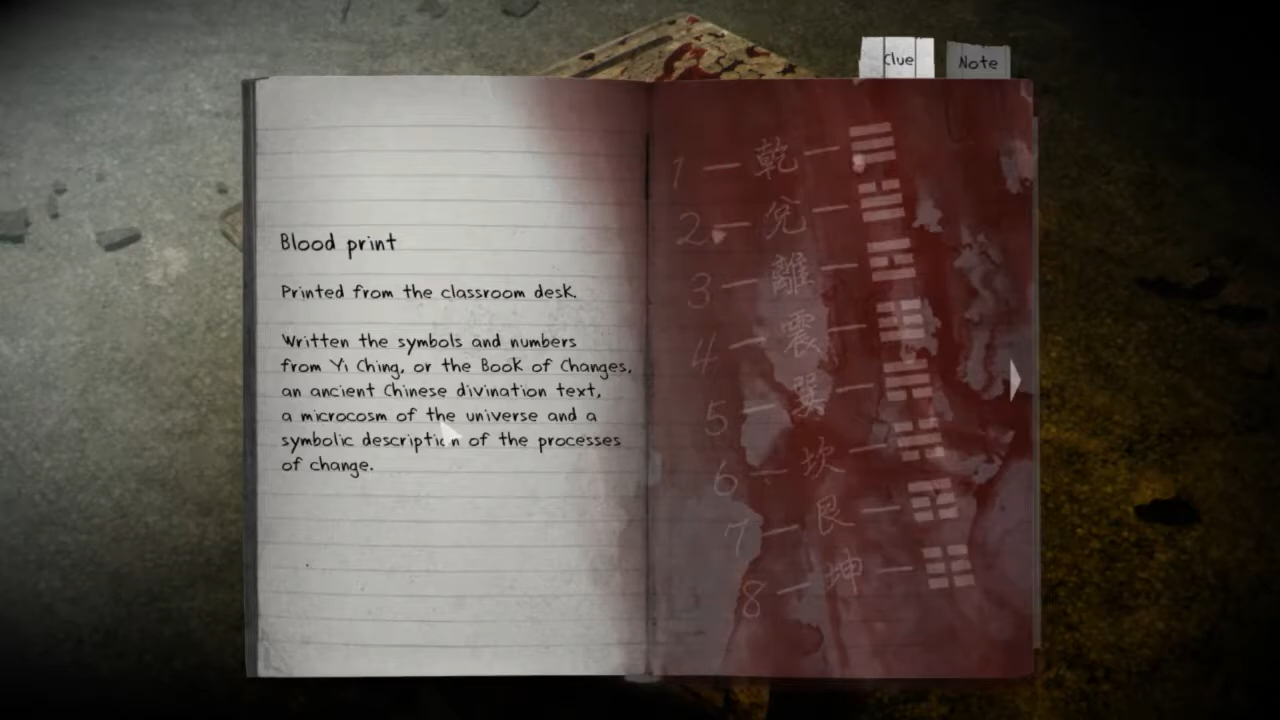 Clue
Note
Blood print
Printed from the classroom desk.
Written the symbols and numbers
from Yi Ching, or the Book of Changes,
an ancient Chinese divination text,
a microcosm of the universe and a
symbolic description of the processes
of change.
1 — 乾 — ☰
2 — 兌 — ☱
3 — 離 — ☲
4 — 震 — ☳
5 — 巽 — ☴
6 — 坎 — ☵
7 — 艮 — ☶
8 — 坤 — ☷